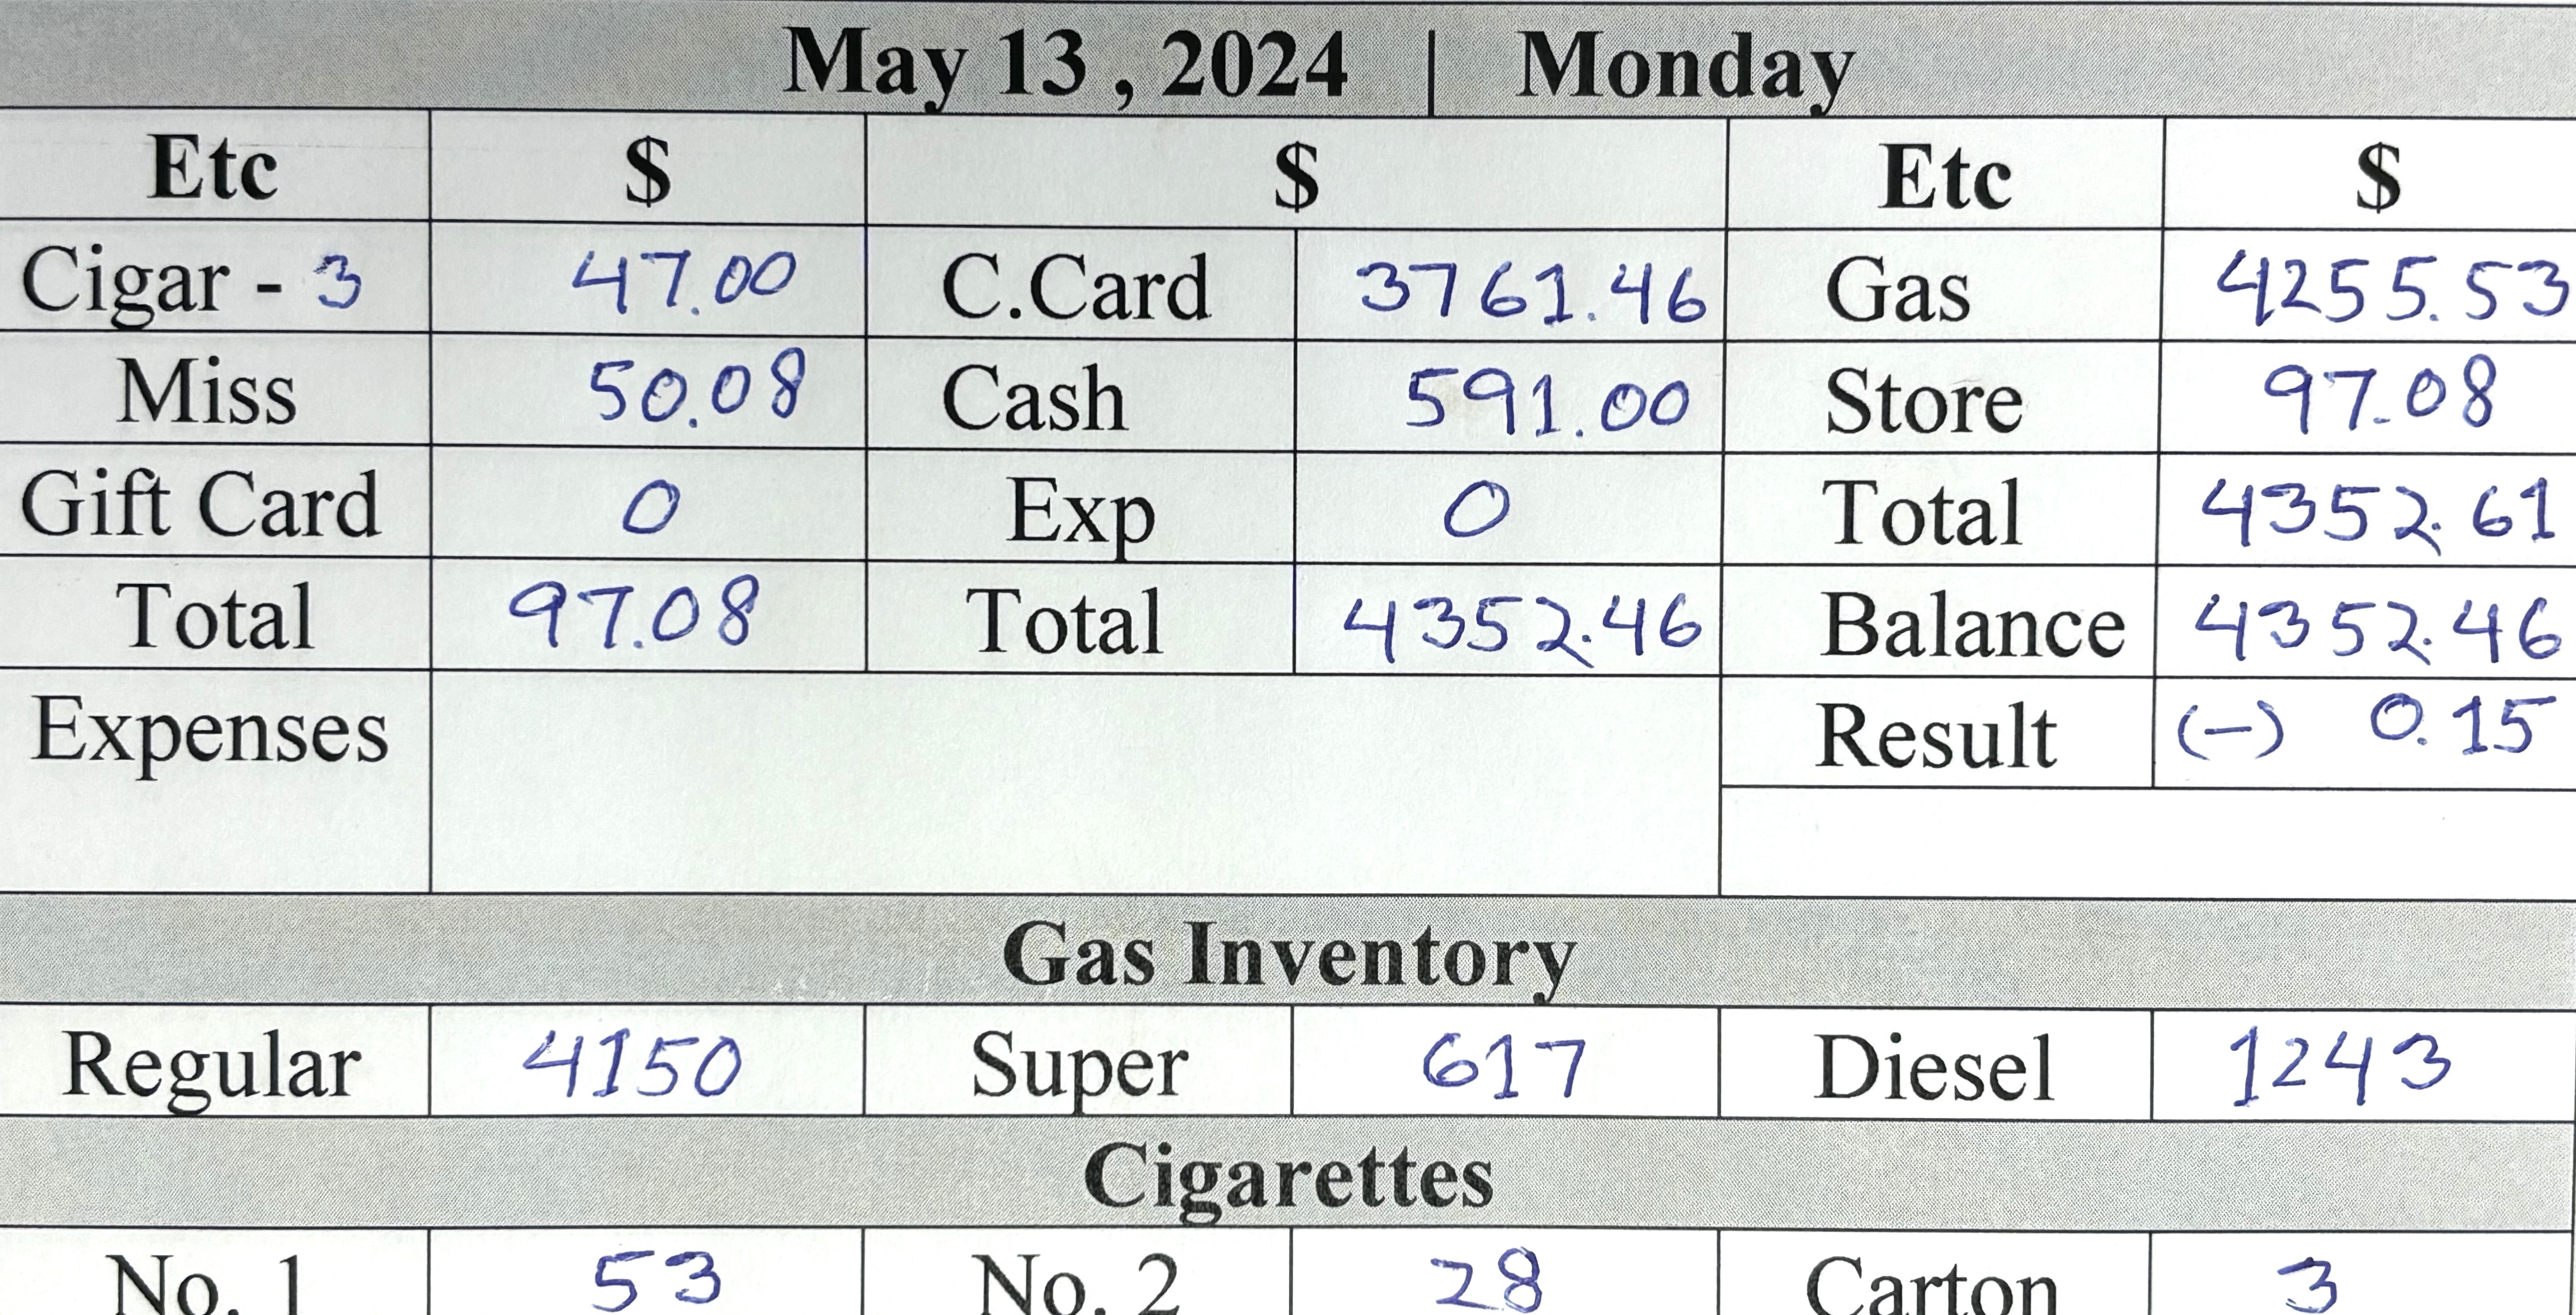 May 13 , 2024 | Monday
Etc $ $ Etc $
Cigar - 3 47.00 C.Card 3761.46 Gas 4255.53
Miss 50.08 Cash 591.00 Store 97.08
Gift Card 0 Exp 0 Total 4352.61
Total 97.08 Total 4352.46 Balance 4352.46
Expenses Result (-) 0.15
Gas Inventory
Regular 4150 Super 617 Diesel 1243
Cigarettes
No. 1 53 No. 2 28 Carton 3